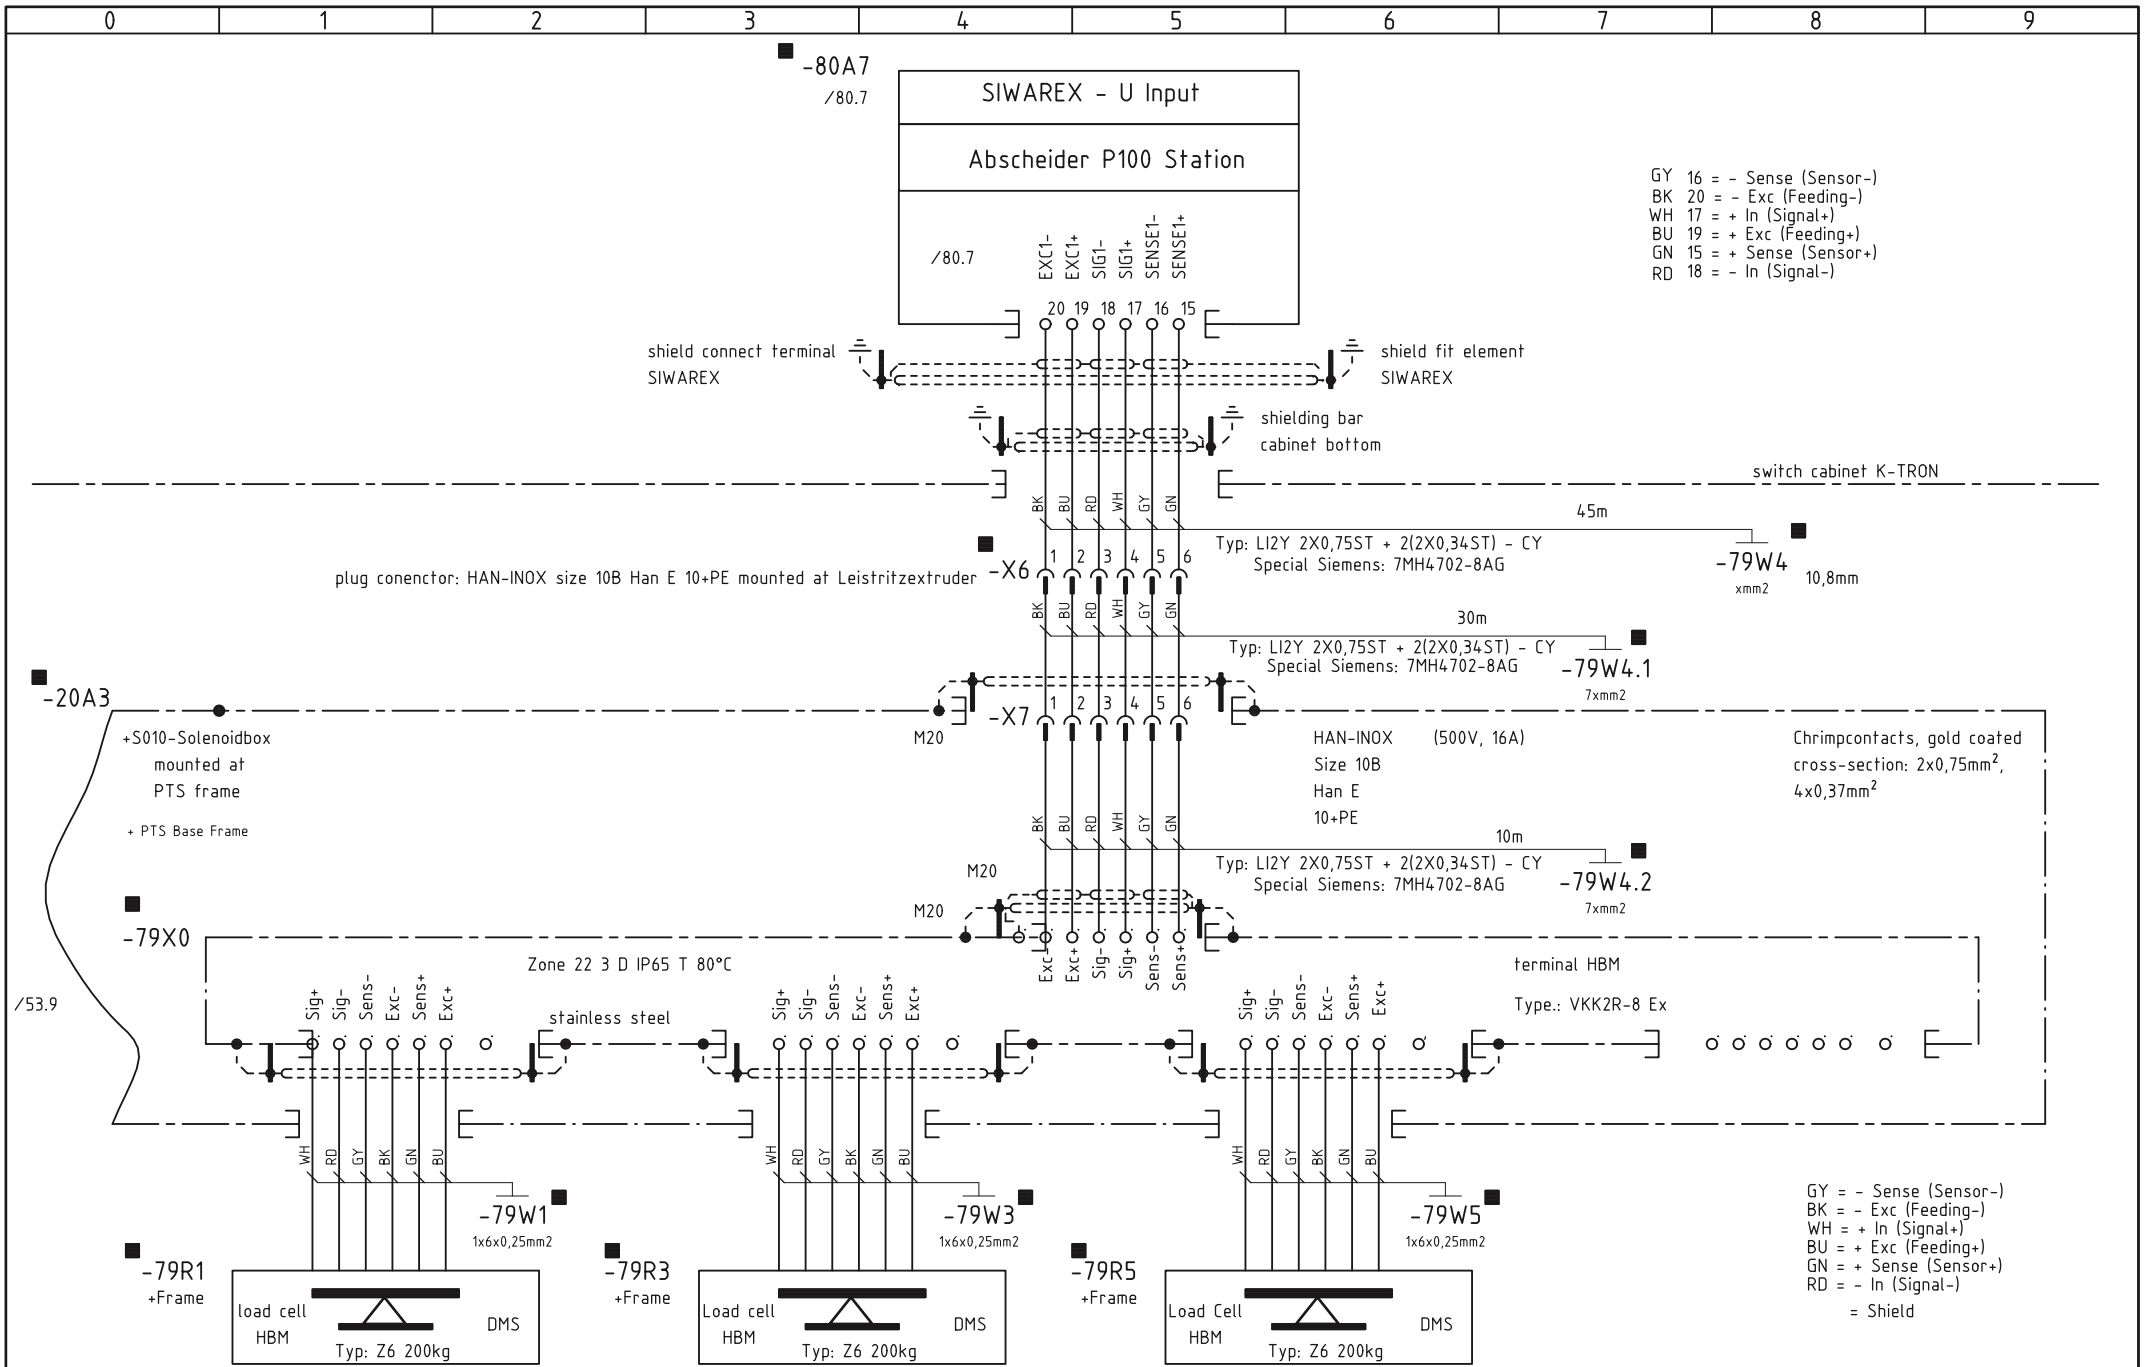 0 1 2 3 4 5 6 7 8 9
-80A7
/80.7
SIWAREX - U Input
Abscheider P100 Station
/80.7
EXC1- EXC1+ SIG1- SIG1+ SENSE1- SENSE1+
20 19 18 17 16 15
GY 16 = - Sense (Sensor-)
BK 20 = - Exc (Feeding-)
WH 17 = + In (Signal+)
BU 19 = + Exc (Feeding+)
GN 15 = + Sense (Sensor+)
RD 18 = - In (Signal-)
shield connect terminal
SIWAREX
shield fit element
SIWAREX
shielding bar
cabinet bottom
switch cabinet K-TRON
BK BU RD WH GY GN
45m
Typ: LI2Y 2X0,75ST + 2(2X0,34ST) - CY
Special Siemens: 7MH4702-8AG
-79W4
xmm2
10,8mm
plug conenctor: HAN-INOX size 10B Han E 10+PE mounted at Leistritzextruder
-X6
1 2 3 4 5 6
BK BU RD WH GY GN
30m
Typ: LI2Y 2X0,75ST + 2(2X0,34ST) - CY
Special Siemens: 7MH4702-8AG
-79W4.1
7xmm2
-20A3
+S010-Solenoidbox
mounted at
PTS frame
+ PTS Base Frame
M20
-X7
1 2 3 4 5 6
HAN-INOX (500V, 16A)
Size 10B
Han E
10+PE
Chrimpcontacts, gold coated
cross-section: 2x0,75mm²,
4x0,37mm²
BK BU RD WH GY GN
10m
Typ: LI2Y 2X0,75ST + 2(2X0,34ST) - CY
Special Siemens: 7MH4702-8AG
-79W4.2
7xmm2
M20
M20
-79X0
Exc- Exc+ Sig- Sig+ Sens- Sens+
Zone 22 3 D IP65 T 80°C
terminal HBM
Type.: VKK2R-8 Ex
/53.9
stainless steel
Sig+ Sig- Sens- Exc- Sens+ Exc+
Sig+ Sig- Sens- Exc- Sens+ Exc+
Sig+ Sig- Sens- Exc- Sens+ Exc+
WH RD GY BK GN BU
WH RD GY BK GN BU
WH RD GY BK GN BU
-79W1
1x6x0,25mm2
-79W3
1x6x0,25mm2
-79W5
1x6x0,25mm2
GY = - Sense (Sensor-)
BK = - Exc (Feeding-)
WH = + In (Signal+)
BU = + Exc (Feeding+)
GN = + Sense (Sensor+)
RD = - In (Signal-)
= Shield
-79R1
+Frame
load cell
HBM
DMS
Typ: Z6 200kg
-79R3
+Frame
Load cell
HBM
DMS
Typ: Z6 200kg
-79R5
+Frame
Load Cell
HBM
DMS
Typ: Z6 200kg